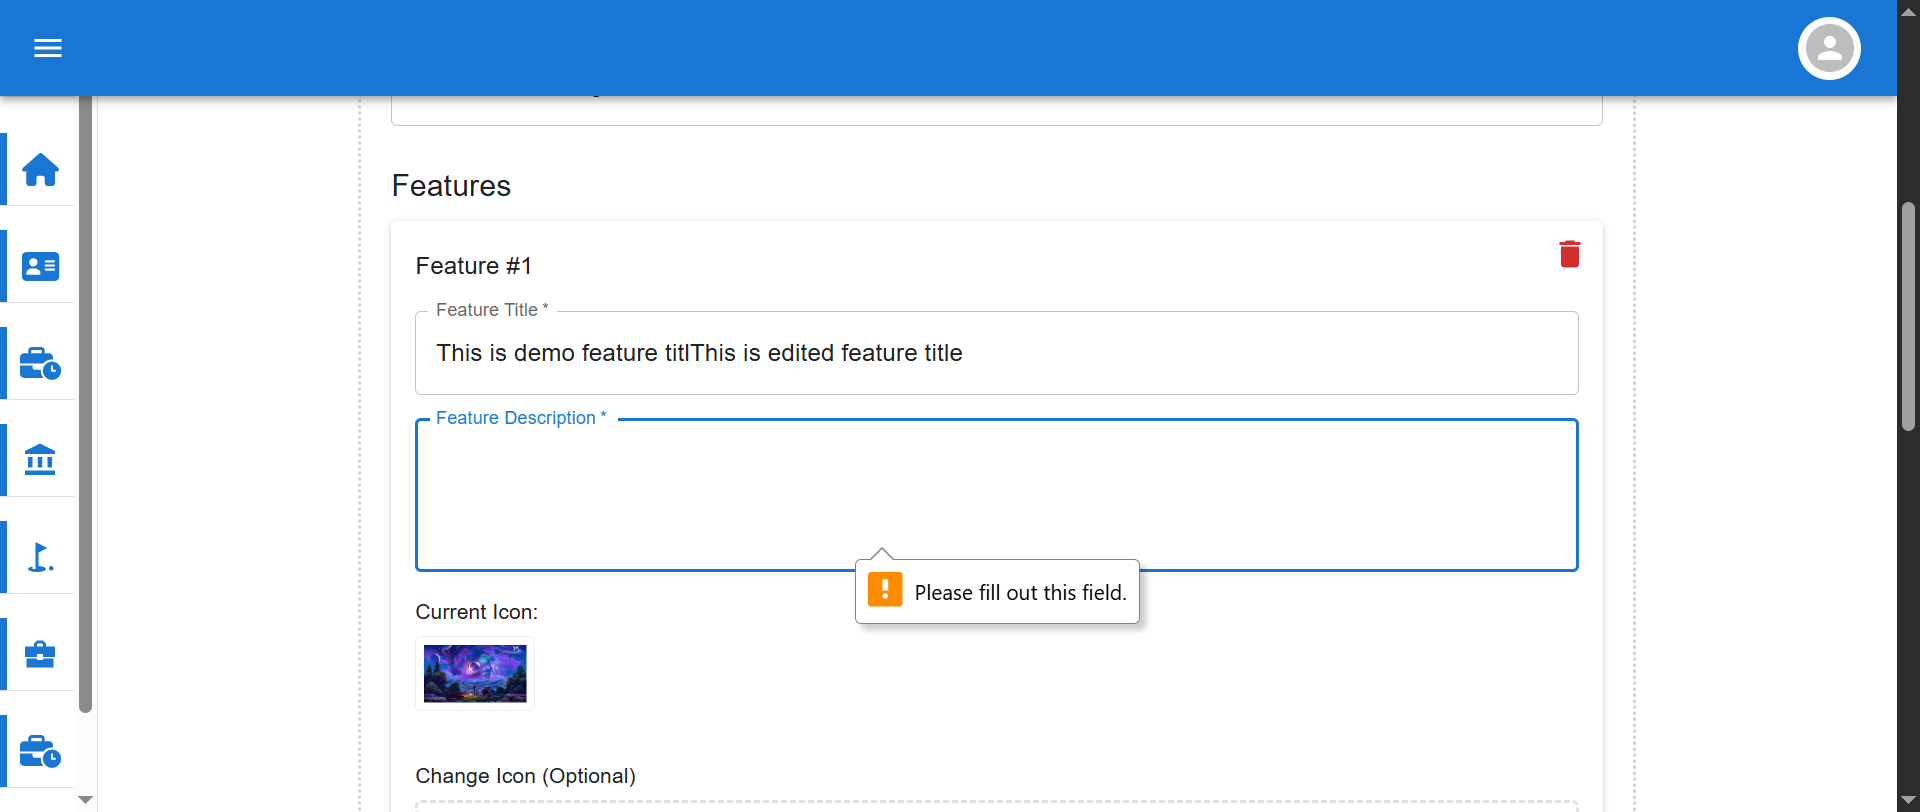 Features
Feature #1
Feature Title *
This is demo feature titlThis is edited feature title
Feature Description *
Please fill out this field.
Current Icon:
Change Icon (Optional)